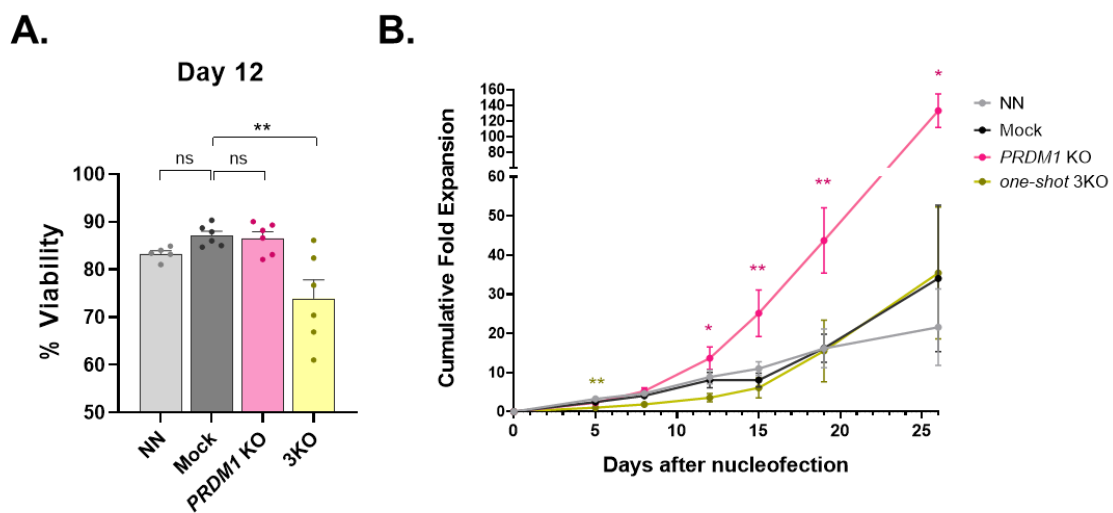 A.
Day 12
**
ns
ns
% Viability
100
90
80
70
60
50
NN
Mock
PRDM1 KO
3KO
B.
Cumulative Fold Expansion
160
140
120
100
80
60
50
40
30
20
10
0
**
*
**
**
*
0
5
10
15
20
25
Days after nucleofection
NN
Mock
PRDM1 KO
one-shot 3KO